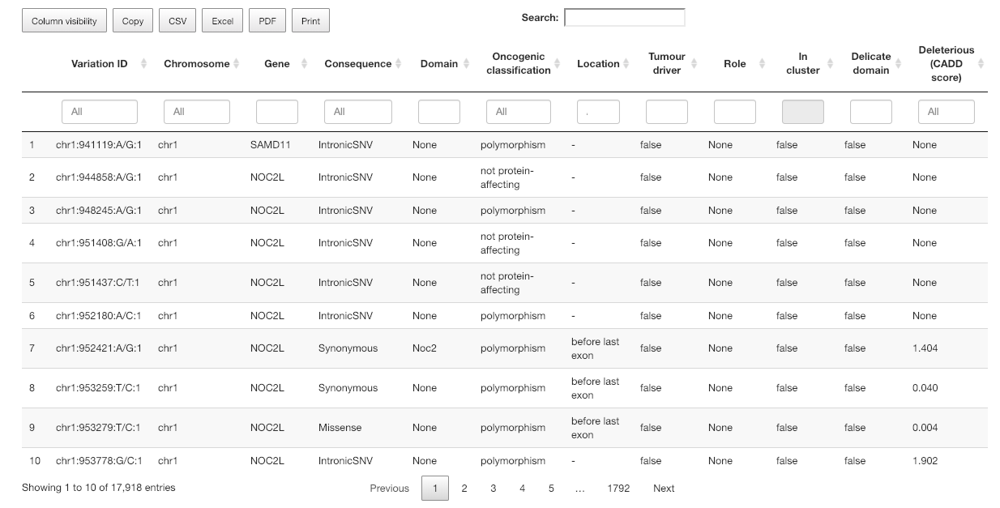 Column visibility Copy CSV Excel PDF Print Search:
Variation ID Chromosome Gene Consequence Domain Oncogenic classification Location Tumour driver Role In cluster Delicate domain Deleterious (CADD score)
All All All All . All
1 chr1:941119:A/G:1 chr1 SAMD11 IntronicSNV None polymorphism - false None false false None
2 chr1:944858:A/G:1 chr1 NOC2L IntronicSNV None not protein-affecting - false None false false None
3 chr1:948245:A/G:1 chr1 NOC2L IntronicSNV None polymorphism - false None false false None
4 chr1:951408:G/A:1 chr1 NOC2L IntronicSNV None not protein-affecting - false None false false None
5 chr1:951437:C/T:1 chr1 NOC2L IntronicSNV None not protein-affecting - false None false false None
6 chr1:952180:A/C:1 chr1 NOC2L IntronicSNV None polymorphism - false None false false None
7 chr1:952421:A/G:1 chr1 NOC2L Synonymous Noc2 polymorphism before last exon false None false false 1.404
8 chr1:953259:T/C:1 chr1 NOC2L Synonymous None polymorphism before last exon false None false false 0.040
9 chr1:953279:T/C:1 chr1 NOC2L Missense None polymorphism before last exon false None false false 0.004
10 chr1:953778:G/C:1 chr1 NOC2L IntronicSNV None polymorphism - false None false false 1.902
Showing 1 to 10 of 17,918 entries Previous 1 2 3 4 5 … 1792 Next